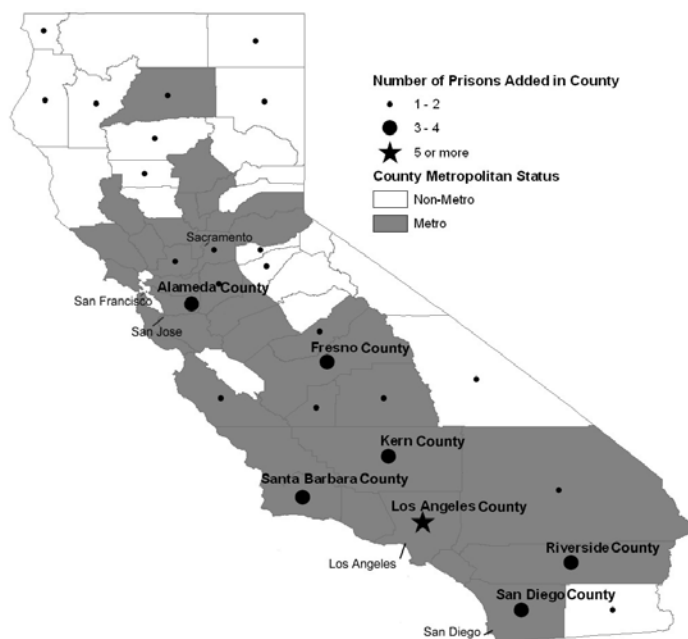 Number of Prisons Added in County
1 - 2
3 - 4
5 or more
County Metropolitan Status
Non-Metro
Metro
Sacramento
Alameda County
San Francisco
San Jose
Fresno County
Kern County
Santa Barbara County
Los Angeles County
Los Angeles
Riverside County
San Diego County
San Diego